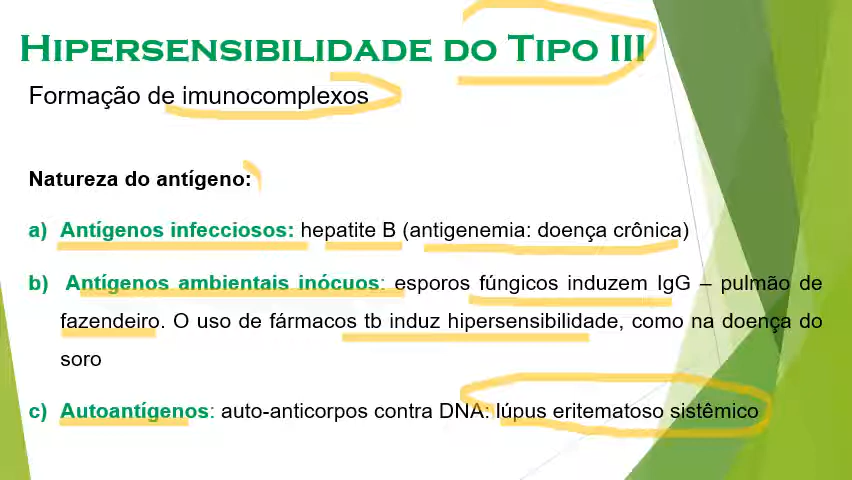 HIPERSENSIBILIDADE DO TIPO III
Formação de imunocomplexos
Natureza do antígeno:
a) Antígenos infecciosos: hepatite B (antigenemia: doença crônica)
b) Antígenos ambientais inócuos: esporos fúngicos induzem IgG – pulmão de
fazendeiro. O uso de fármacos tb induz hipersensibilidade, como na doença do
soro
c) Autoantígenos: auto-anticorpos contra DNA: lúpus eritematoso sistêmico